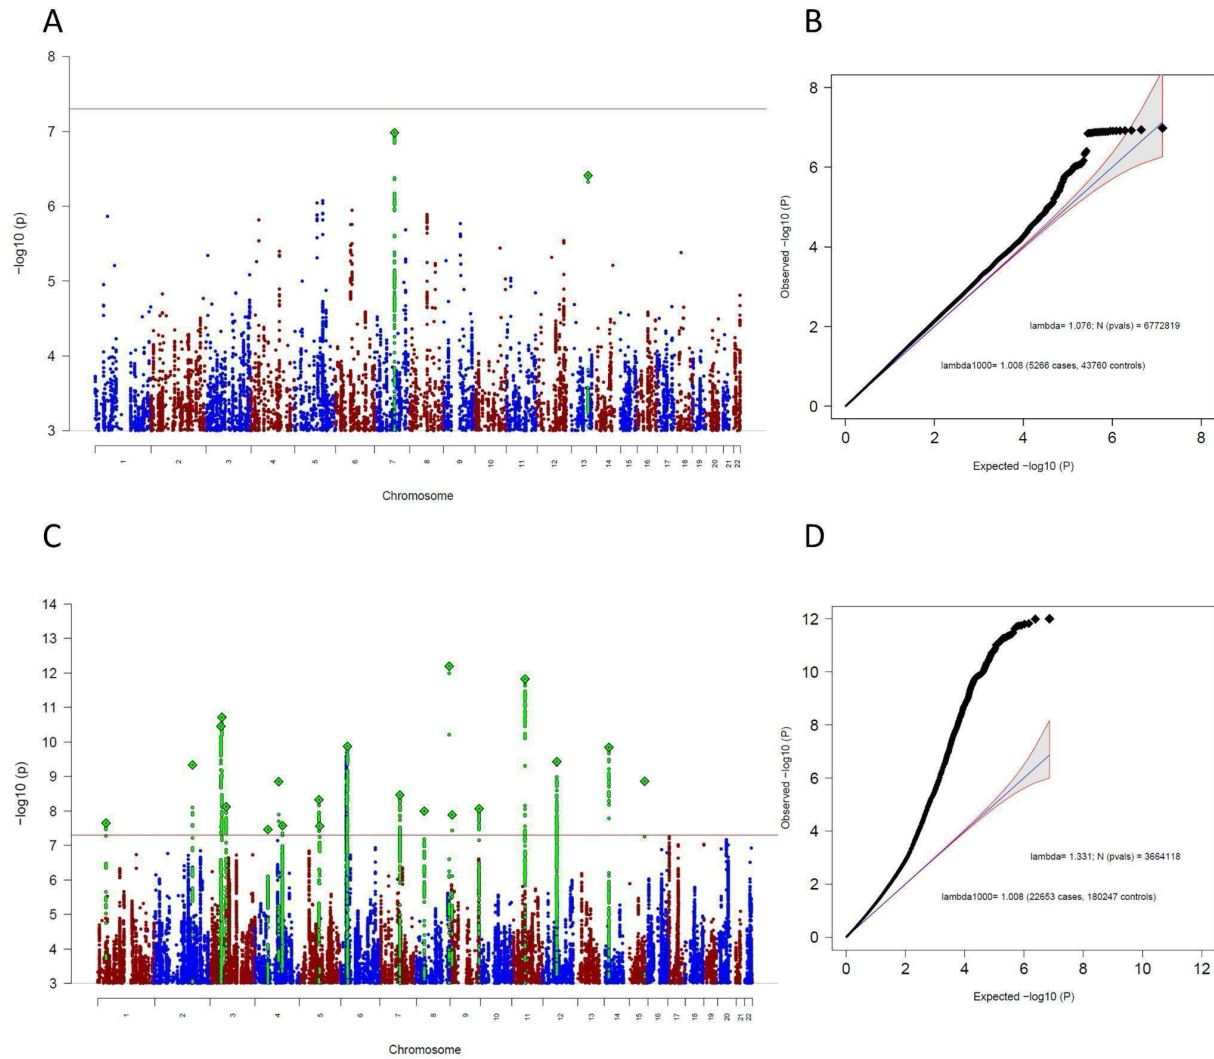 A
8
7
6
5
4
3
−log10 (p)
1 2 3 4 5 6 7 8 9 10 11 12 13 14 15 16 17 18 19 20 21 22
Chromosome
B
8
6
4
2
0
Observed −log10 (P)
lambda= 1.076; N (pvals) = 6772819
lambda1000= 1.008 (5266 cases, 43760 controls)
0 2 4 6 8
Expected −log10 (P)
C
14
13
12
11
10
9
8
7
6
5
4
3
−log10 (p)
1 2 3 4 5 6 7 8 9 10 11 12 13 14 15 16 17 18 19 20 21 22
Chromosome
D
12
10
8
6
4
2
0
Observed −log10 (P)
lambda= 1.331; N (pvals) = 3664118
lambda1000= 1.008 (22653 cases, 180247 controls)
0 2 4 6 8 10 12
Expected −log10 (P)